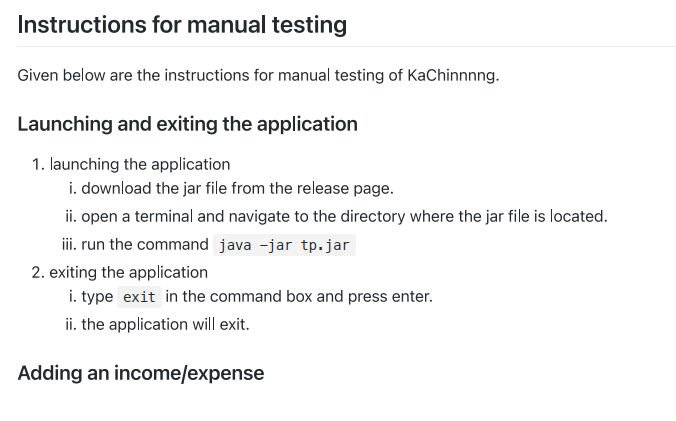 Instructions for manual testing
Given below are the instructions for manual testing of KaChinnnng.
Launching and exiting the application
1. launching the application
i. download the jar file from the release page.
ii. open a terminal and navigate to the directory where the jar file is located.
iii. run the command java -jar tp.jar
2. exiting the application
i. type exit in the command box and press enter.
ii. the application will exit.
Adding an income/expense